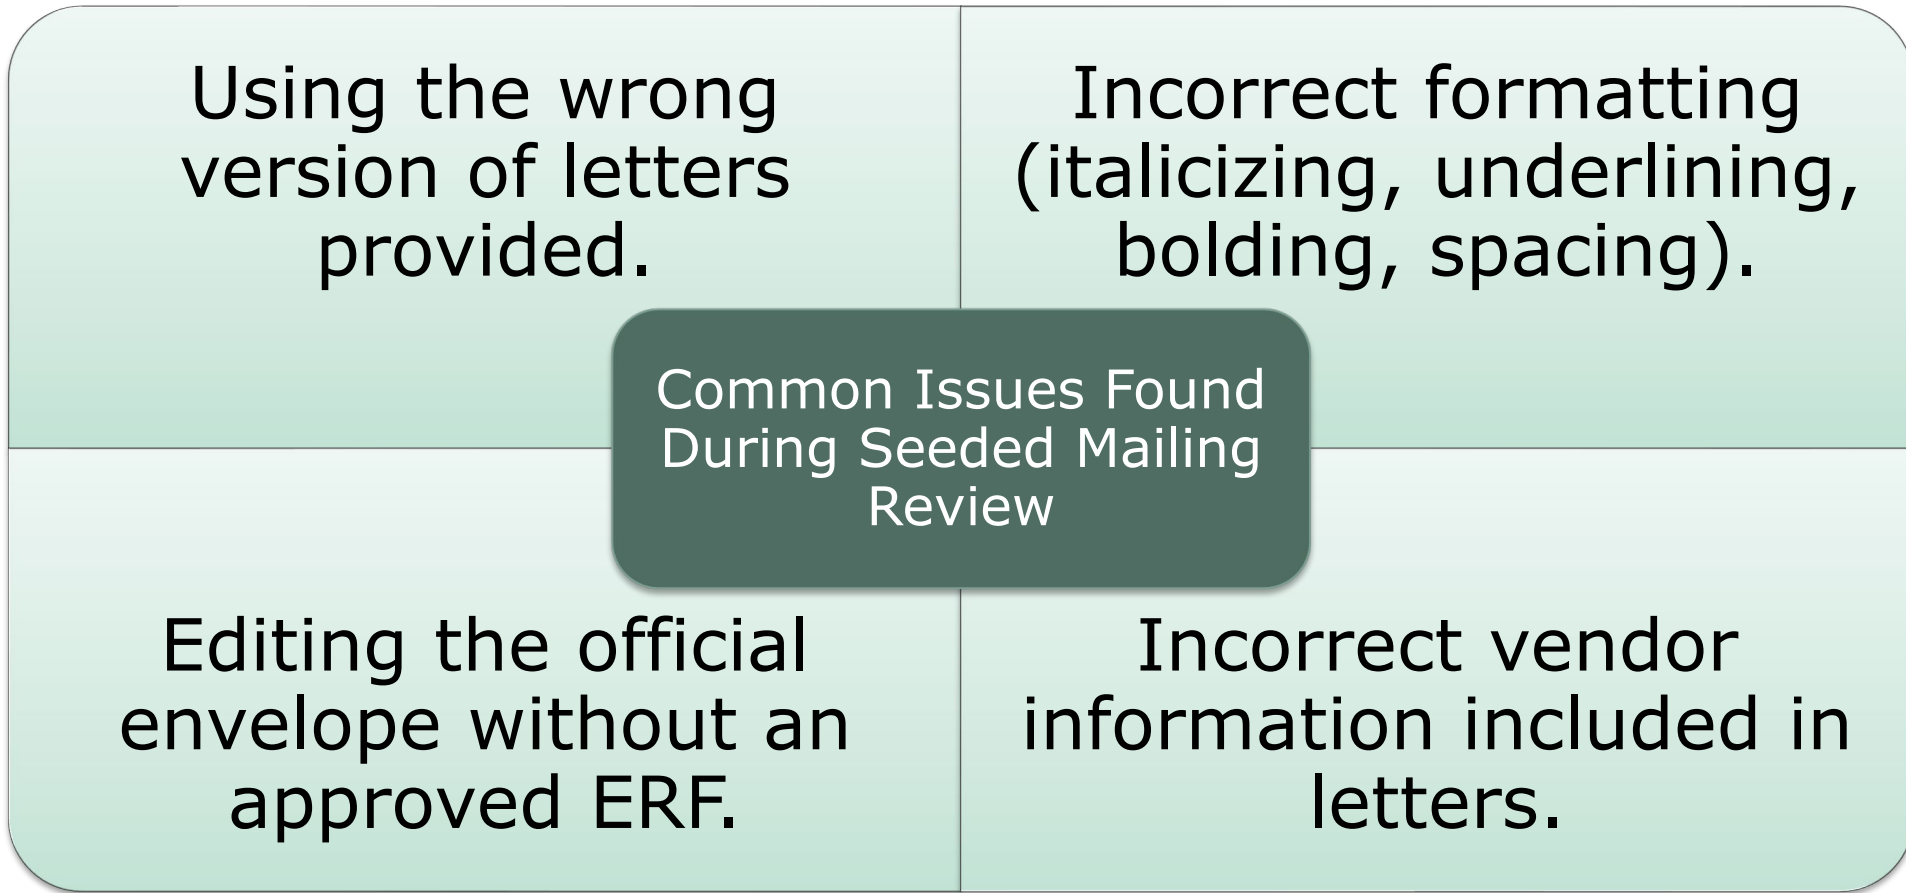 Using the wrong
version of letters
provided.
Incorrect formatting
(italicizing, underlining,
bolding, spacing).
Common Issues Found
During Seeded Mailing
Review
Editing the official
envelope without an
approved ERF.
Incorrect vendor
information included in
letters.